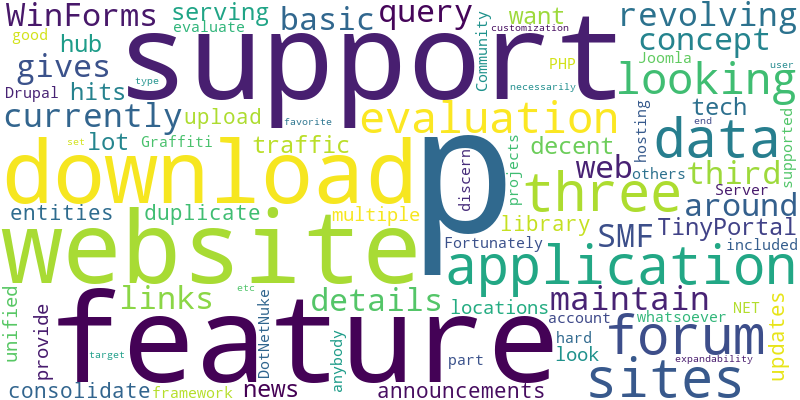 WinForms
good
hub
gives
Drupal
hits
currently
lot
Graffiti
serving
evaluate
type
upload
traffic
basic
support
favorite
query
Community
customization
PHP
necessarily
want
revolving
concept
Joomla
looking
user
tech
hosting
evaluation
decent
data
supported
end
set
download
p
discern
projects
web
others
third
Server
three
around
entities
duplicate
multiple
library
SMF
TinyPortal
Fortunately
included
website
application
unified
links
etc
details
locations
maintain
account
whatsoever
NET
updates
provide
feature
DotNetNuke
anybody
part
hard
look
forum
target
expandability
consolidate
framework
news
announcements
sites